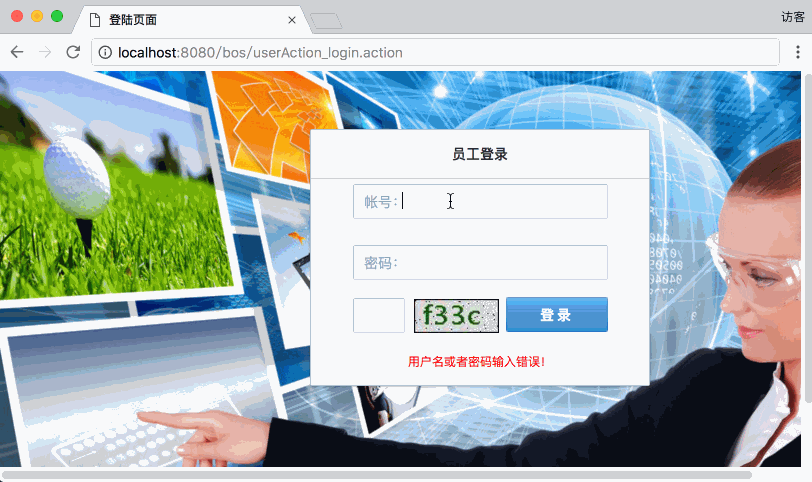 登陆页面
访客
localhost:8080/bos/userAction_login.action
员工登录
帐号:
密码:
f33c
登录
用户名或者密码输入错误!